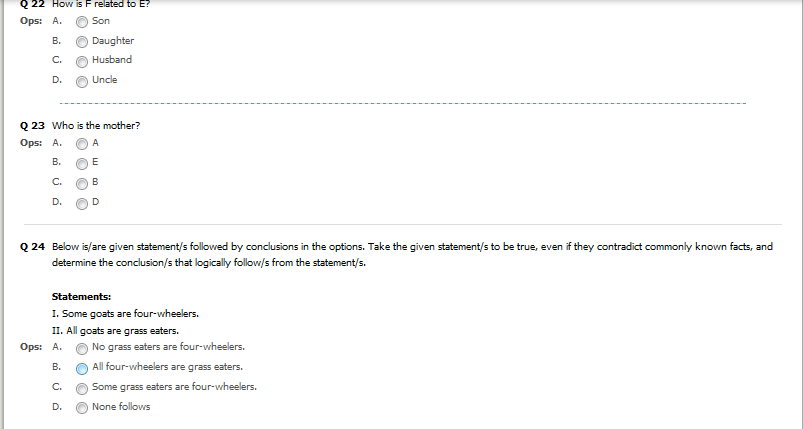 Q 22 How is F related to E?
Ops: A. Son
B. Daughter
C. Husband
D. Uncle
Q 23 Who is the mother?
Ops: A. A
B. E
C. B
D. D
Q 24 Below is/are given statement/s followed by conclusions in the options. Take the given statement/s to be true, even if they contradict commonly known facts, and
determine the conclusion/s that logically follow/s from the statement/s.
Statements:
I. Some goats are four-wheelers.
II. All goats are grass eaters.
Ops: A. No grass eaters are four-wheelers.
B. All four-wheelers are grass eaters.
C. Some grass eaters are four-wheelers.
D. None follows